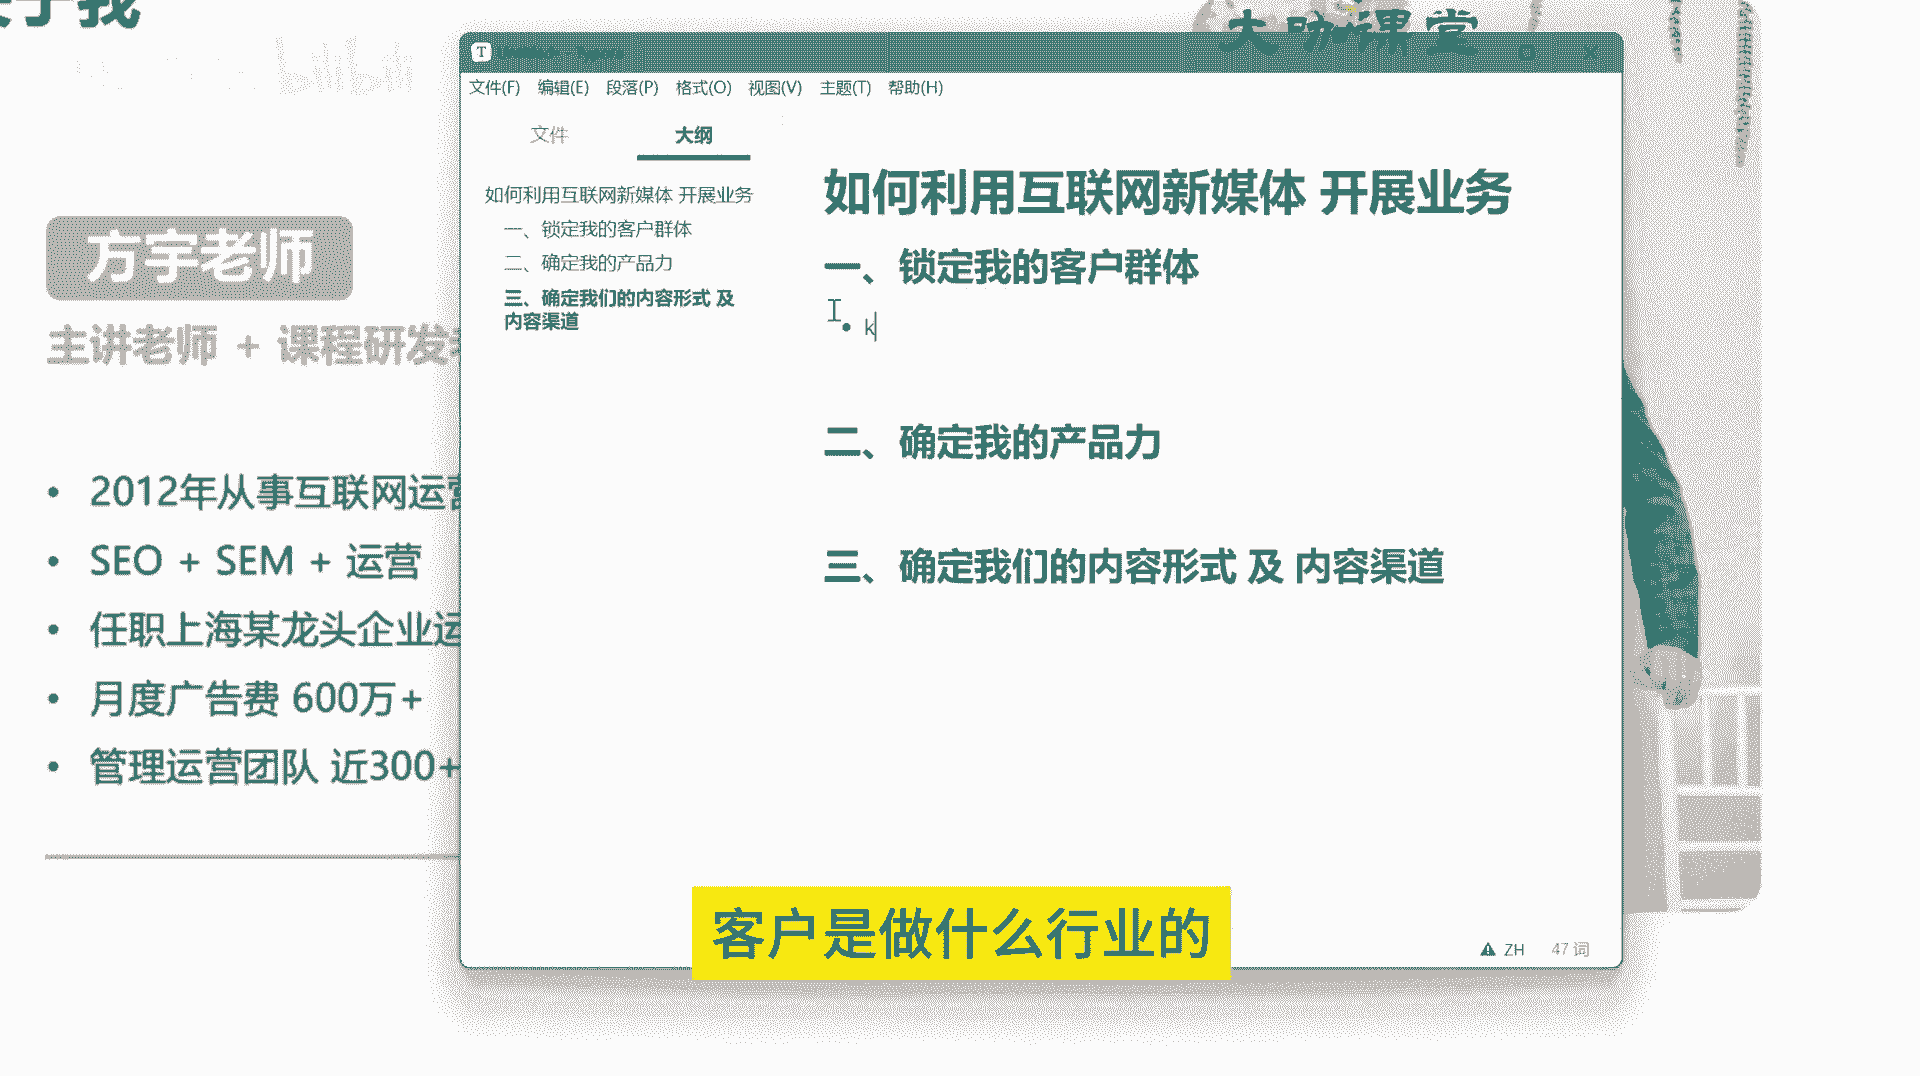 大咖课堂
bilibili
T
文件(F) 编辑(E) 段落(P) 格式(O) 视图(V) 主题(T) 帮助(H)
文件 大纲
如何利用互联网新媒体 开展业务
一、锁定我的客户群体
二、确定我的产品力
三、确定我们的内容形式 及
内容渠道
如何利用互联网新媒体 开展业务
一、锁定我的客户群体
k
二、确定我的产品力
三、确定我们的内容形式 及 内容渠道
ZH 47 词
方宇老师
主讲老师 + 课程研发
• 2012年从事互联网运营
• SEO + SEM + 运营
• 任职上海某龙头企业运
• 月度广告费 600万+
• 管理运营团队 近300+
客户是做什么行业的